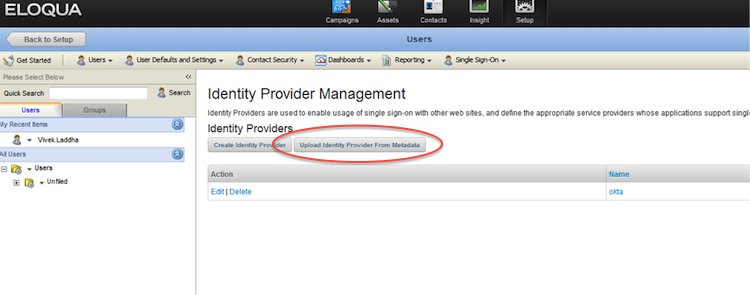 ELOQUA
Campaigns Assets Contacts Insight Setup
Back to Setup Users
Get Started Users User Defaults and Settings Contact Security Dashboards Reporting Single Sign-On
Please Select Below <<
Quick Search Search
Users Groups
My Recent Items
Vivek.Laddha
All Users
Users
Unfiled
Identity Provider Management
Identity Providers are used to enable usage of single sign-on with other web sites, and define the appropriate service providers whose applications support singl
Identity Providers
Create Identity Provider Upload Identity Provider From Metadata
Action Name
Edit | Delete okta